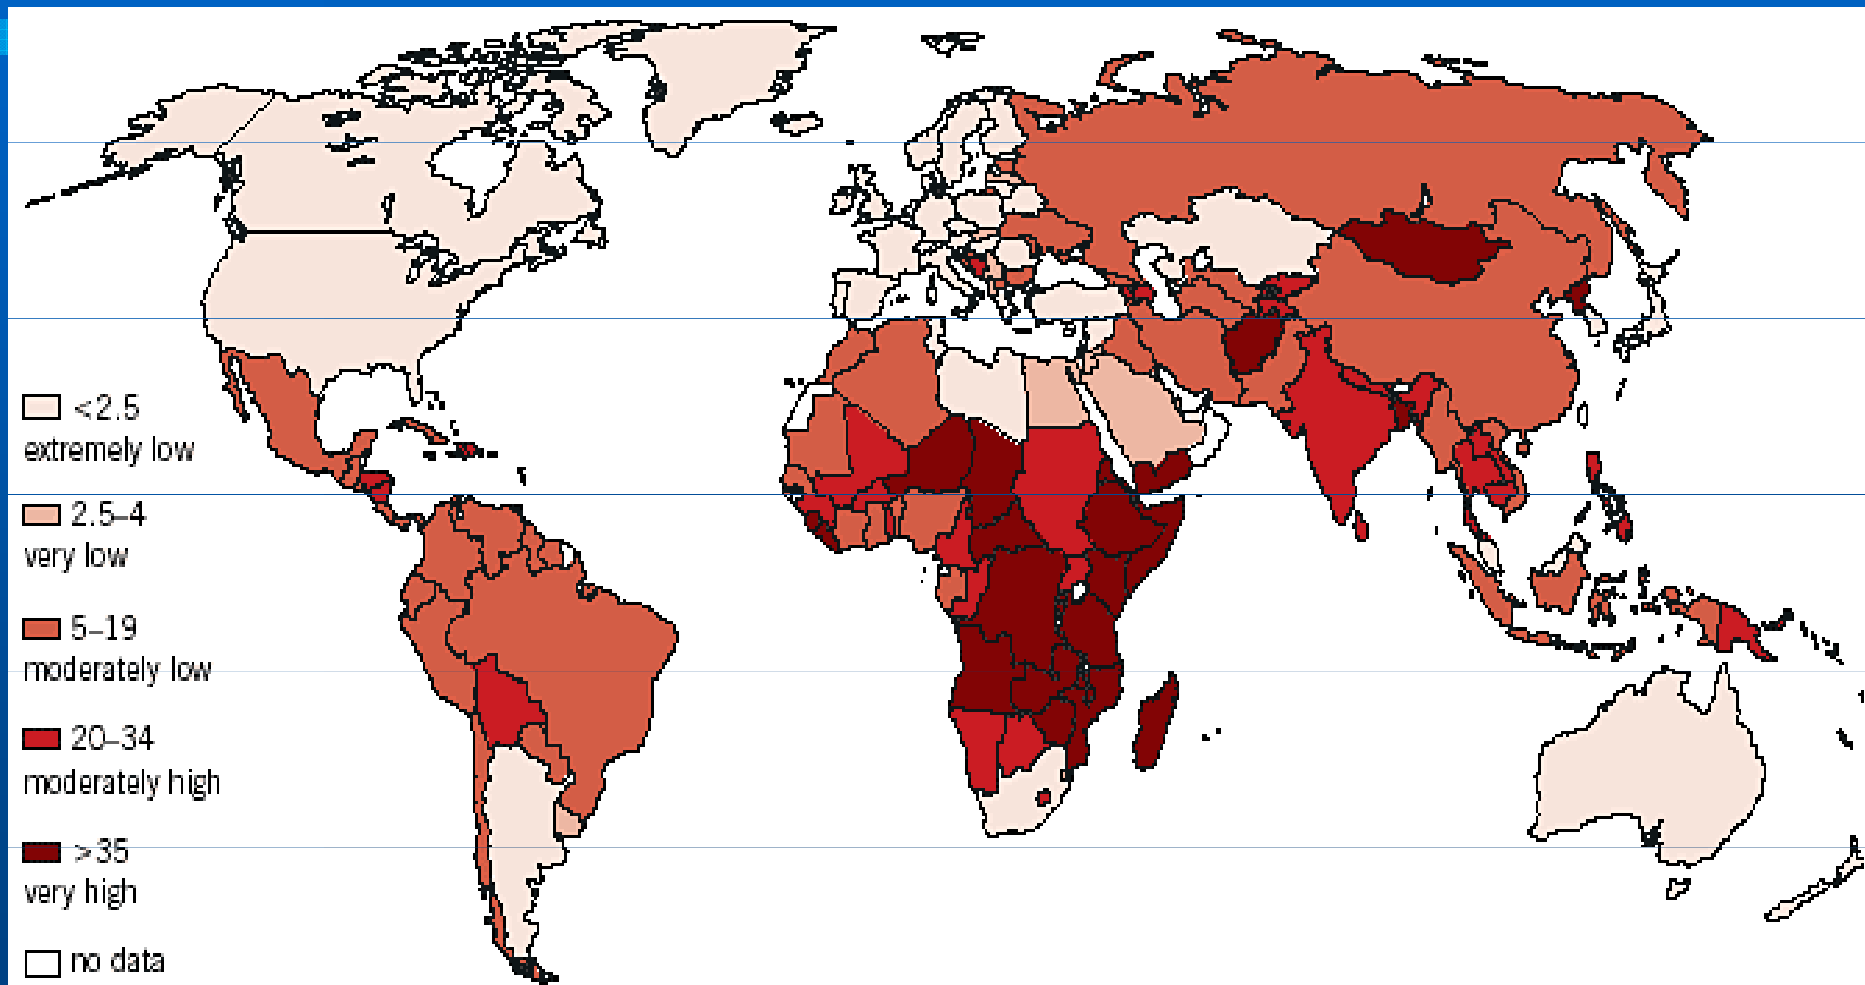 <2.5
extremely low
2.5–4
very low
5–19
moderately low
20–34
moderately high
>35
very high
no data